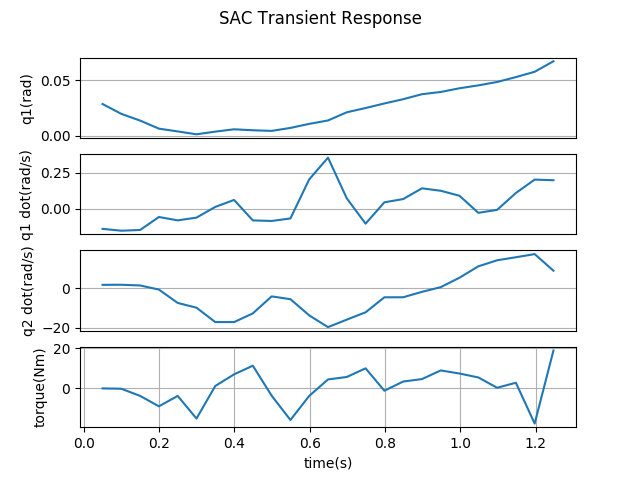 SAC Transient Response
q1(rad)
0.05
0.00
q1 dot(rad/s)
0.25
0.00
q2 dot(rad/s)
0
−20
torque(Nm)
20
0
0.0 0.2 0.4 0.6 0.8 1.0 1.2
time(s)